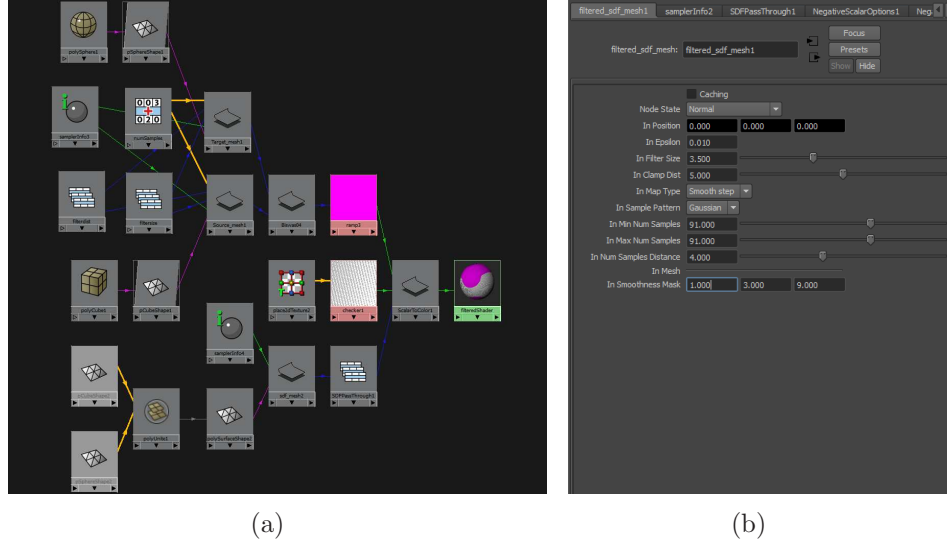 polySphere1
pSphereShape1
samplerInfo3
numSamples
Target_mesh1
filterdist
filtersize
Source_mesh1
ramp2
polyCube1
pCubeShape1
place2dTexture2
checker1
ScalarToColor1
filteredShader
samplerInfo4
pCubeShape2
polyUnite1
polySurfaceShape2
sdf_mesh2
SDFPassThrough1
pSphereShape2
(a)
filtered_sdf_mesh1 samplerInfo2 SDFPassThrough1 NegativeScalarOptions1
filtered_sdf_mesh: filtered_sdf_mesh1
Focus
Presets
Show Hide
Caching
Node State Normal
In Position 0.000 0.000 0.000
In Epsilon 0.010
In Filter Size 3.500
In Clamp Dist 5.000
In Map Type Smooth step
In Sample Pattern Gaussian
In Min Num Samples 91.000
In Max Num Samples 91.000
In Num Samples Distance 4.000
In Mesh
In Smoothness Mask 1.000 3.000 9.000
(b)